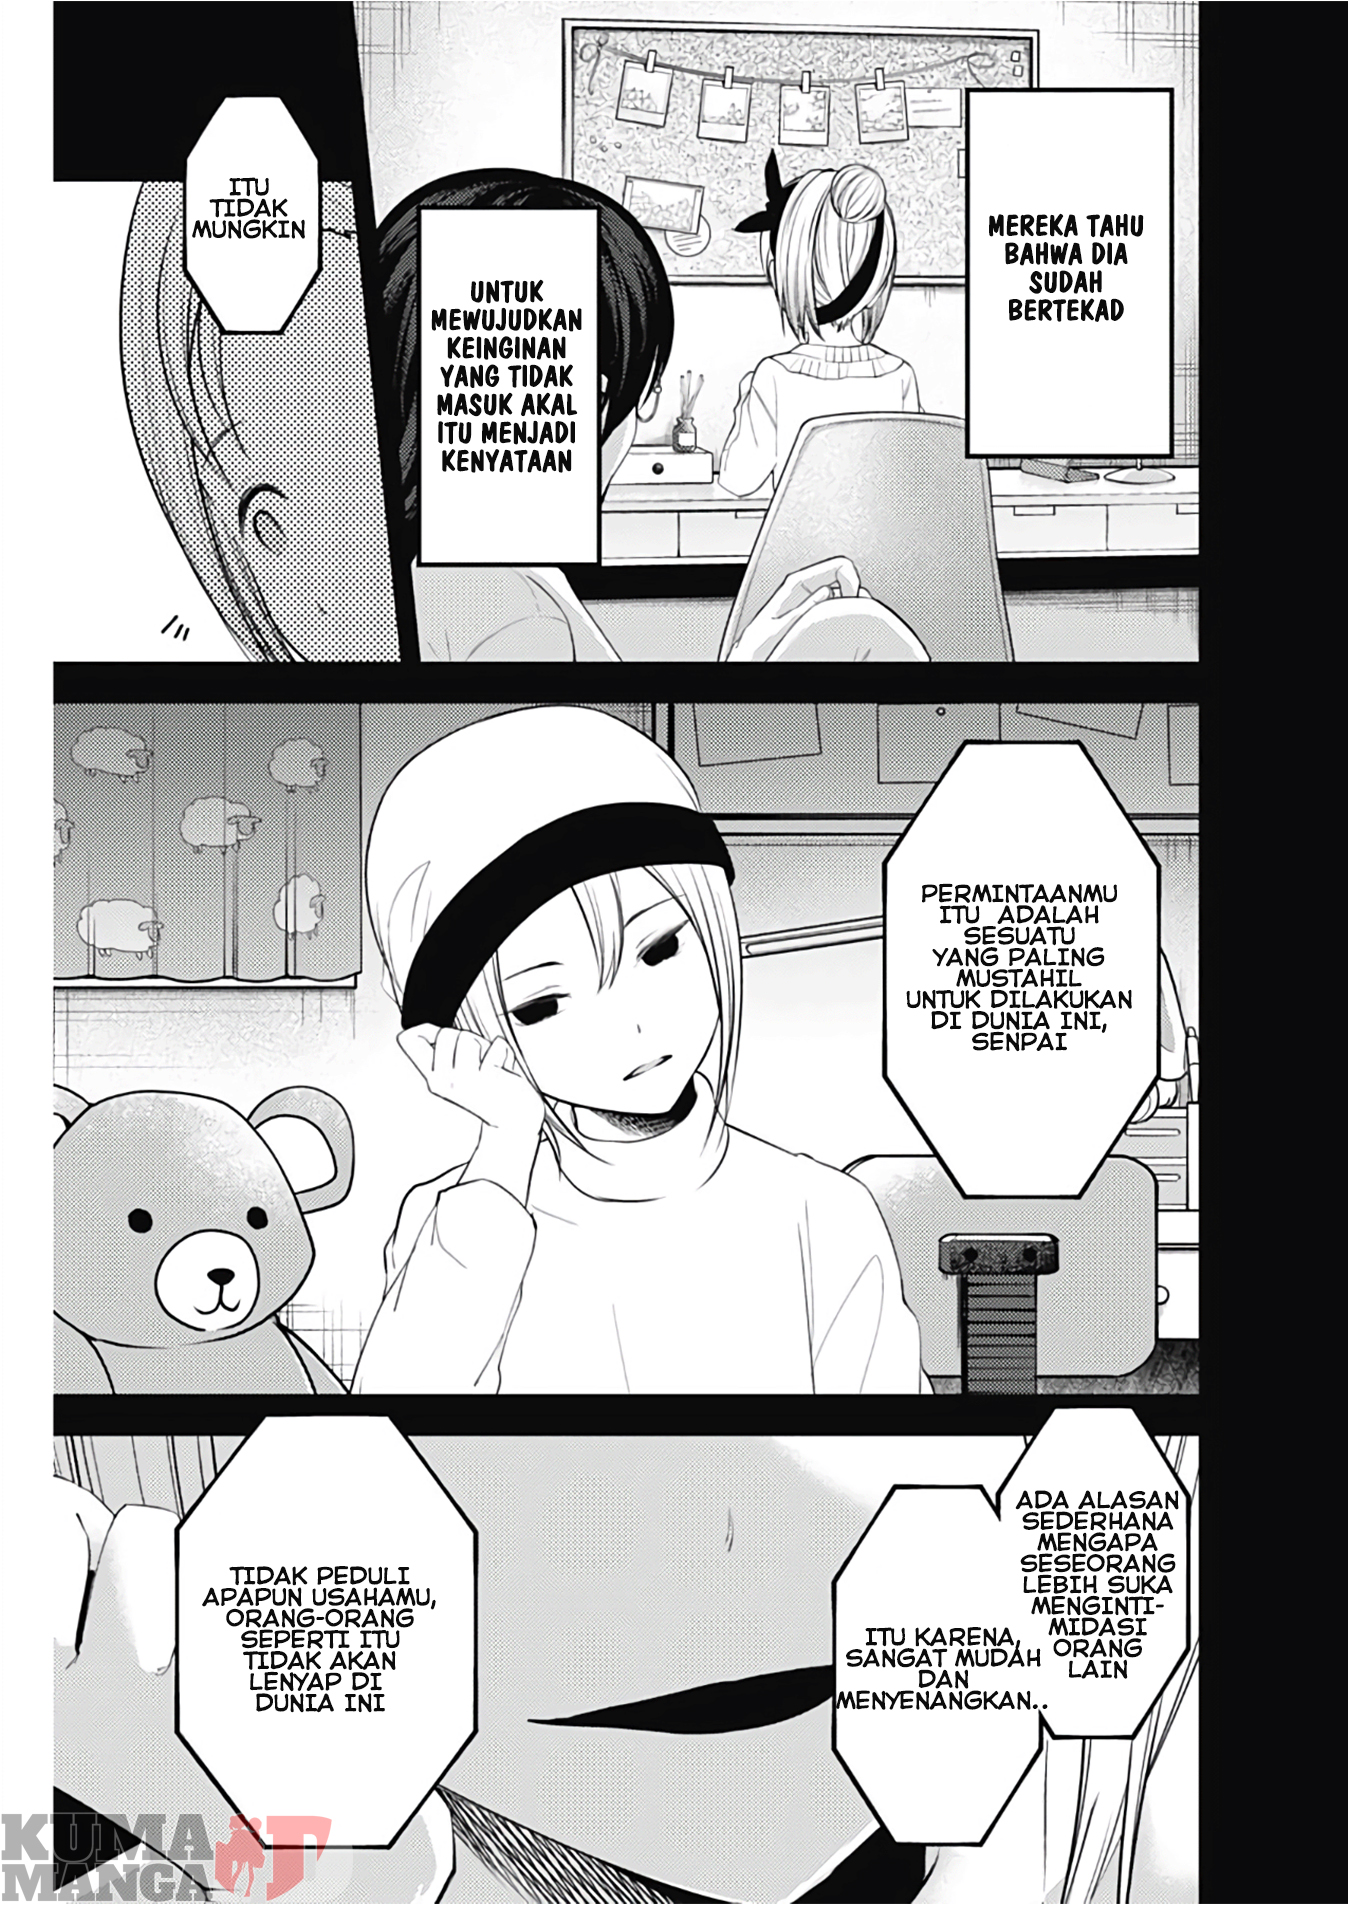 MEREKA TAHU
BAHWA DIA
SUDAH
BERTEKAD
UNTUK
MEWUJUDKAN
KEINGINAN
YANG TIDAK
MASUK AKAL
ITU MENJADI
KENYATAAN
ITU
TIDAK
MUNGKIN
PERMINTAANMU
ITU ADALAH
SESUATU
YANG PALING
MUSTAHIL
UNTUK DILAKUKAN
DI DUNIA INI,
SENPAI
ADA ALASAN
SEDERHANA
MENGAPA
SESEORANG
LEBIH SUKA
MENGINTI-
MIDASI
ORANG
LAIN
ITU KARENA,
SANGAT MUDAH
DAN
MENYENANGKAN..
TIDAK PEDULI
APAPUN USAHAMU,
ORANG-ORANG
SEPERTI ITU
TIDAK AKAN
LENYAP DI
DUNIA INI
KUMA
MANGA ID